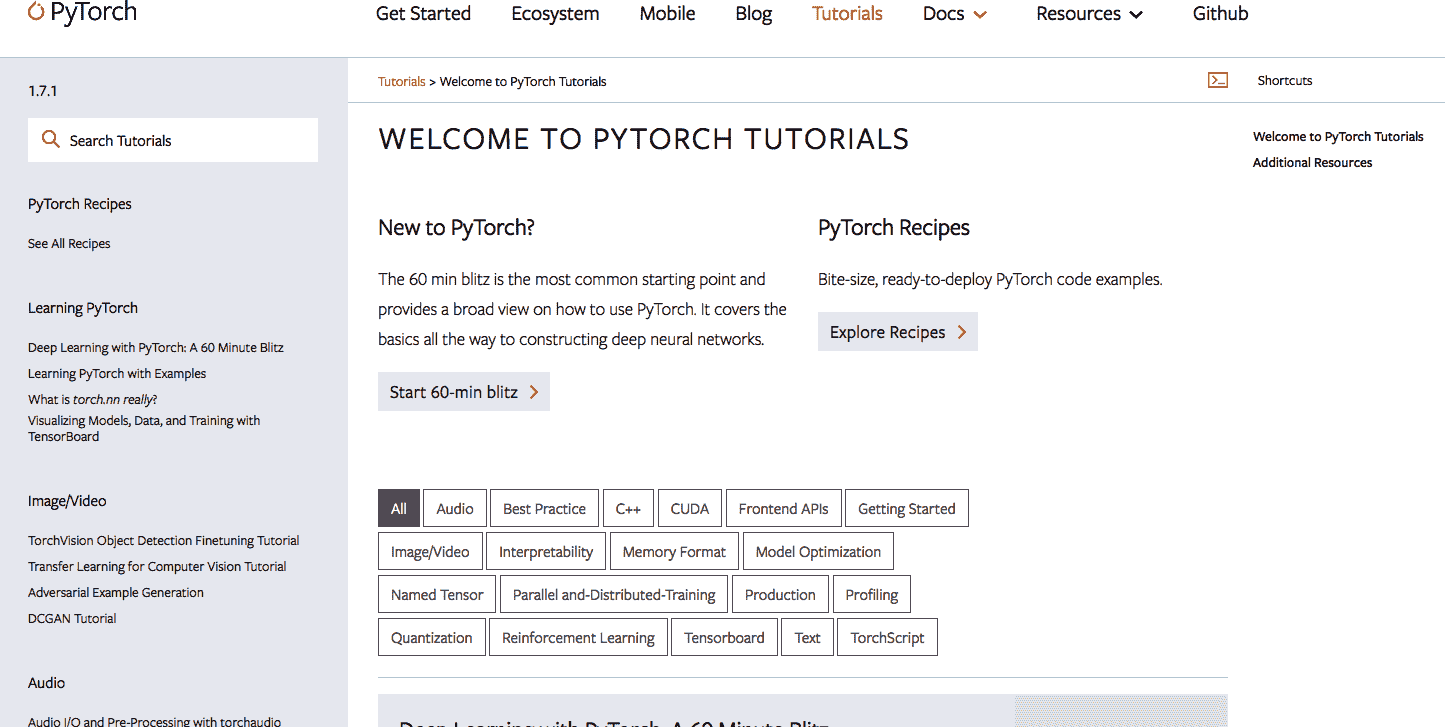 PyTorch
Get Started
Ecosystem
Mobile
Blog
Tutorials
Docs
Resources
Github
1.7.1
Search Tutorials
PyTorch Recipes
See All Recipes
Learning PyTorch
Deep Learning with PyTorch: A 60 Minute Blitz
Learning PyTorch with Examples
What is torch.nn really?
Visualizing Models, Data, and Training with
TensorBoard
Image/Video
TorchVision Object Detection Finetuning Tutorial
Transfer Learning for Computer Vision Tutorial
Adversarial Example Generation
DCGAN Tutorial
Audio
Audio I/O and Pre-Processing with torchaudio
Tutorials > Welcome to PyTorch Tutorials
Shortcuts
WELCOME TO PYTORCH TUTORIALS
New to PyTorch?
The 60 min blitz is the most common starting point and
provides a broad view on how to use PyTorch. It covers the
basics all the way to constructing deep neural networks.
Start 60-min blitz
PyTorch Recipes
Bite-size, ready-to-deploy PyTorch code examples.
Explore Recipes
All
Audio
Best Practice
C++
CUDA
Frontend APIs
Getting Started
Image/Video
Interpretability
Memory Format
Model Optimization
Named Tensor
Parallel and-Distributed-Training
Production
Profiling
Quantization
Reinforcement Learning
Tensorboard
Text
TorchScript
Deep Learning with PyTorch: A 60 Minute Blitz
Welcome to PyTorch Tutorials
Additional Resources